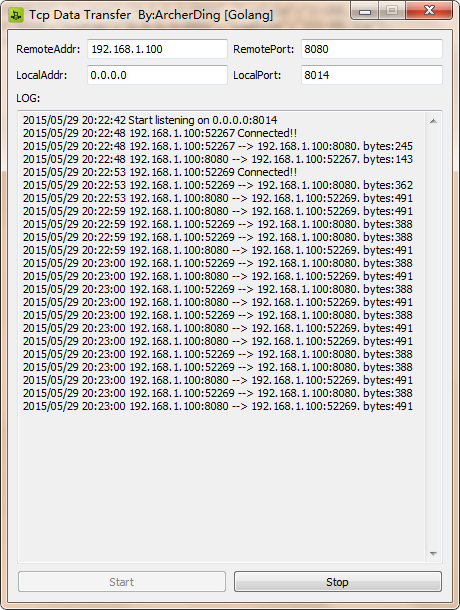 Tcp Data Transfer By:ArcherDing [Golang]
RemoteAddr: 192.168.1.100 RemotePort: 8080
LocalAddr: 0.0.0.0 LocalPort: 8014
LOG:
2015/05/29 20:22:42 Start listening on 0.0.0.0:8014
2015/05/29 20:22:48 192.168.1.100:52267 Connected!!
2015/05/29 20:22:48 192.168.1.100:52267 --> 192.168.1.100:8080. bytes:245
2015/05/29 20:22:48 192.168.1.100:8080 --> 192.168.1.100:52267. bytes:143
2015/05/29 20:22:53 192.168.1.100:52269 Connected!!
2015/05/29 20:22:53 192.168.1.100:52269 --> 192.168.1.100:8080. bytes:362
2015/05/29 20:22:53 192.168.1.100:8080 --> 192.168.1.100:52269. bytes:491
2015/05/29 20:22:59 192.168.1.100:8080 --> 192.168.1.100:52269. bytes:491
2015/05/29 20:22:59 192.168.1.100:52269 --> 192.168.1.100:8080. bytes:388
2015/05/29 20:22:59 192.168.1.100:52269 --> 192.168.1.100:8080. bytes:388
2015/05/29 20:22:59 192.168.1.100:8080 --> 192.168.1.100:52269. bytes:491
2015/05/29 20:23:00 192.168.1.100:52269 --> 192.168.1.100:8080. bytes:388
2015/05/29 20:23:00 192.168.1.100:8080 --> 192.168.1.100:52269. bytes:491
2015/05/29 20:23:00 192.168.1.100:52269 --> 192.168.1.100:8080. bytes:388
2015/05/29 20:23:00 192.168.1.100:8080 --> 192.168.1.100:52269. bytes:491
2015/05/29 20:23:00 192.168.1.100:52269 --> 192.168.1.100:8080. bytes:388
2015/05/29 20:23:00 192.168.1.100:8080 --> 192.168.1.100:52269. bytes:491
2015/05/29 20:23:00 192.168.1.100:8080 --> 192.168.1.100:52269. bytes:491
2015/05/29 20:23:00 192.168.1.100:52269 --> 192.168.1.100:8080. bytes:388
2015/05/29 20:23:00 192.168.1.100:52269 --> 192.168.1.100:8080. bytes:388
2015/05/29 20:23:00 192.168.1.100:8080 --> 192.168.1.100:52269. bytes:491
2015/05/29 20:23:00 192.168.1.100:52269 --> 192.168.1.100:8080. bytes:388
2015/05/29 20:23:00 192.168.1.100:8080 --> 192.168.1.100:52269. bytes:491
Start Stop